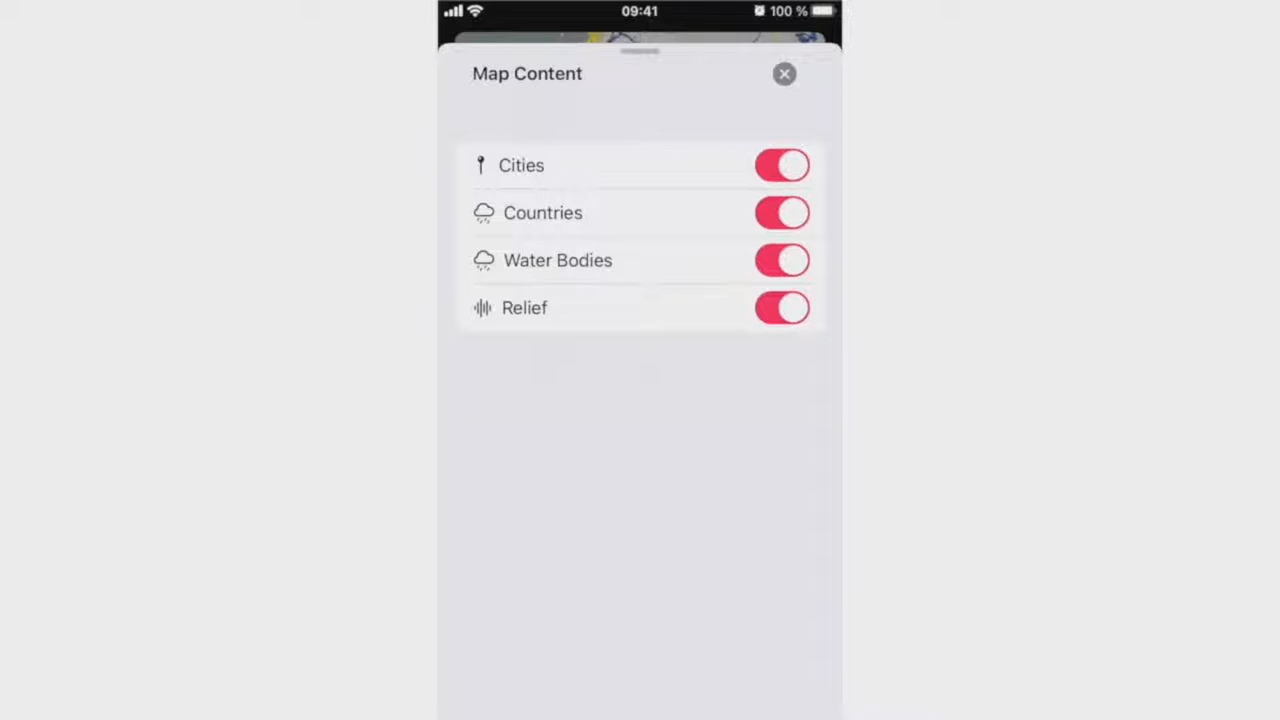 09:41
100 %
Map Content
Cities
Countries
Water Bodies
Relief